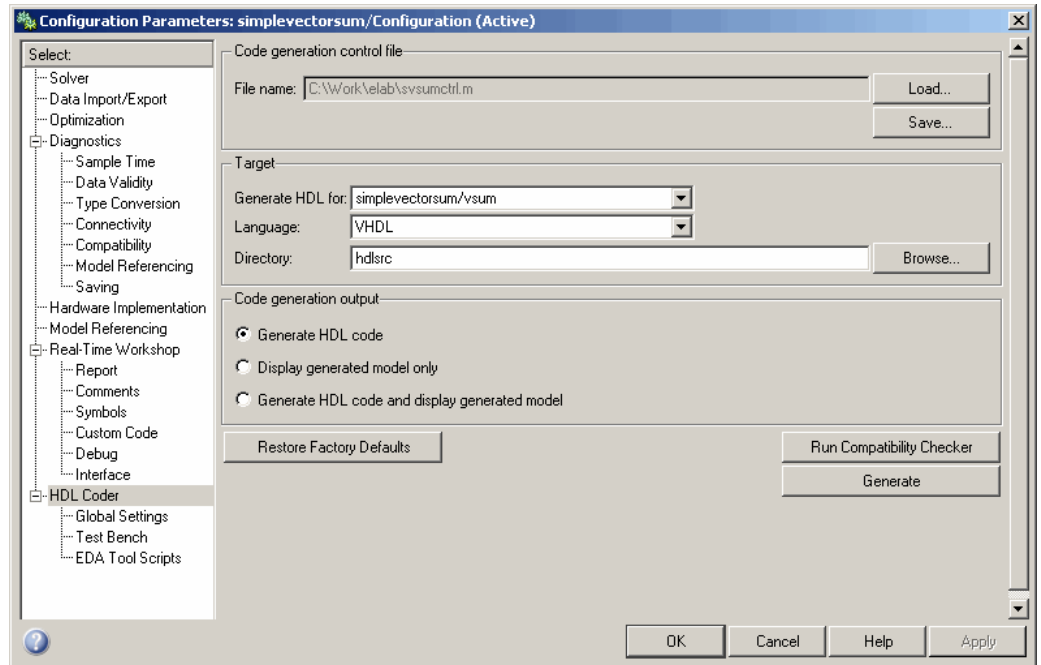 Configuration Parameters: simplevectorsum/Configuration (Active)
Select:
Solver
Data Import/Export
Optimization
Diagnostics
Sample Time
Data Validity
Type Conversion
Connectivity
Compatibility
Model Referencing
Saving
Hardware Implementation
Model Referencing
Real-Time Workshop
Report
Comments
Symbols
Custom Code
Debug
Interface
HDL Coder
Global Settings
Test Bench
EDA Tool Scripts
Code generation control file
File name: C:\Work\elab\svsumctrl.m
Load...
Save...
Target
Generate HDL for: simplevectorsum/vsum
Language: VHDL
Directory: hdlsrc
Browse...
Code generation output
Generate HDL code
Display generated model only
Generate HDL code and display generated model
Restore Factory Defaults
Run Compatibility Checker
Generate
OK
Cancel
Help
Apply